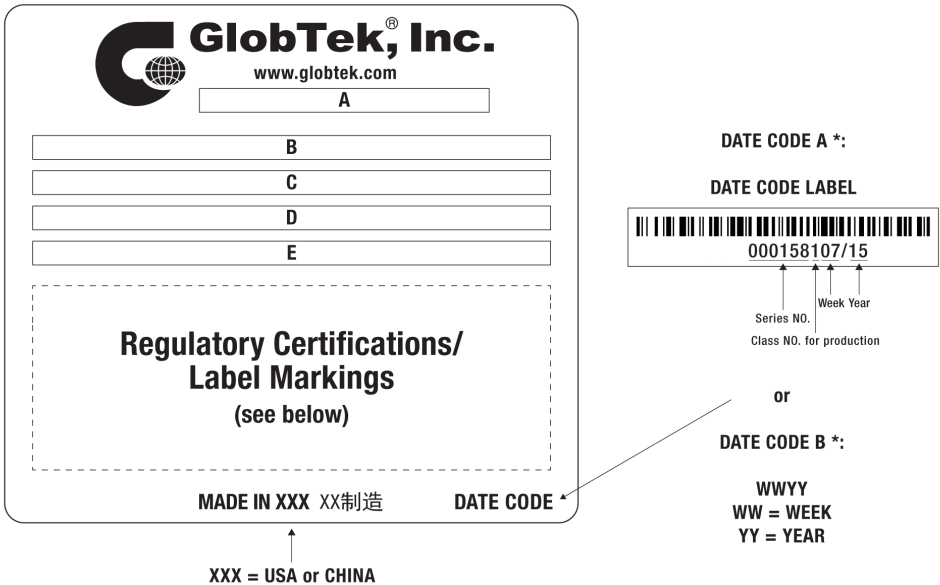 GlobTek,® Inc.
www.globtek.com
A
B
C
D
E
Regulatory Certifications/
Label Markings
(see below)
MADE IN XXX XX制造
DATE CODE
XXX = USA or CHINA
DATE CODE A *:
DATE CODE LABEL
000158107/15
Week Year
Series NO.
Class NO. for production
or
DATE CODE B *:
WWYY
WW = WEEK
YY = YEAR